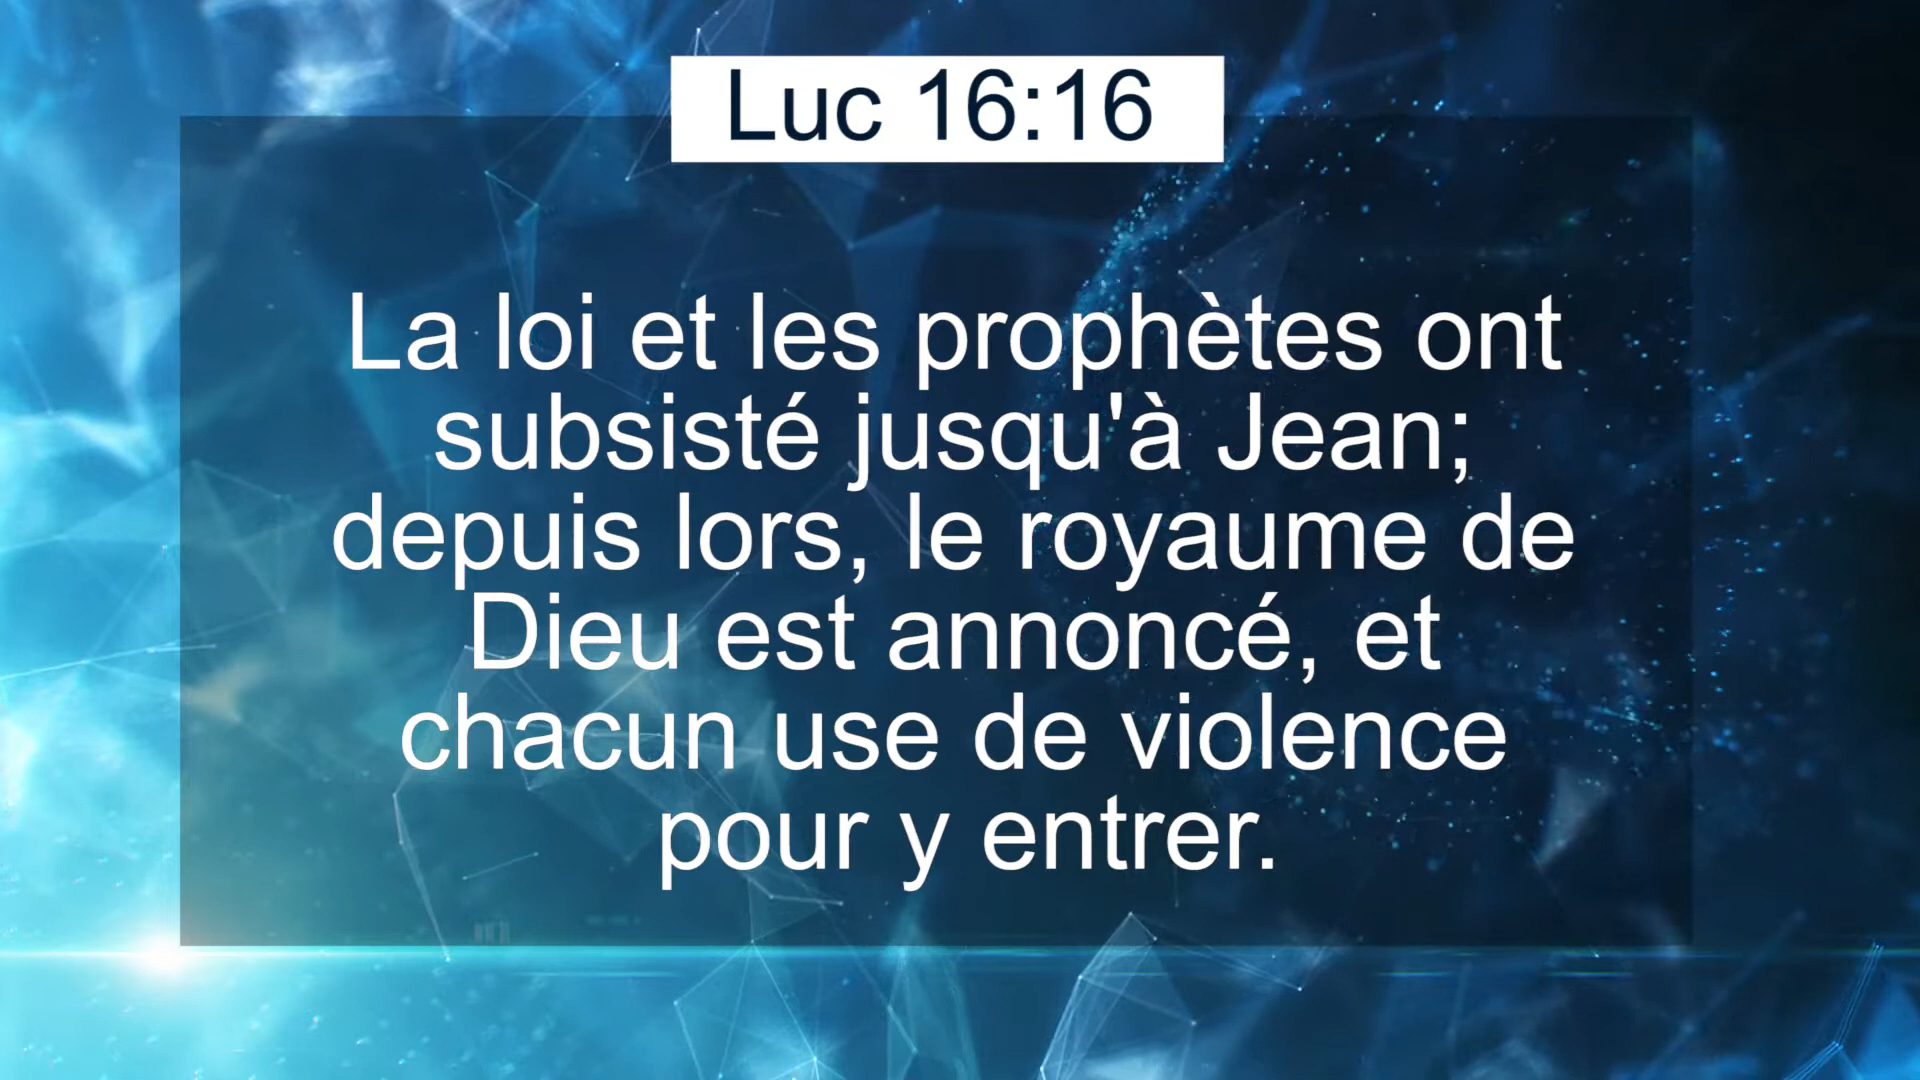 Luc 16:16
La loi et les prophètes ont
subsisté jusqu'à Jean;
depuis lors, le royaume de
Dieu est annoncé, et
chacun use de violence
pour y entrer.